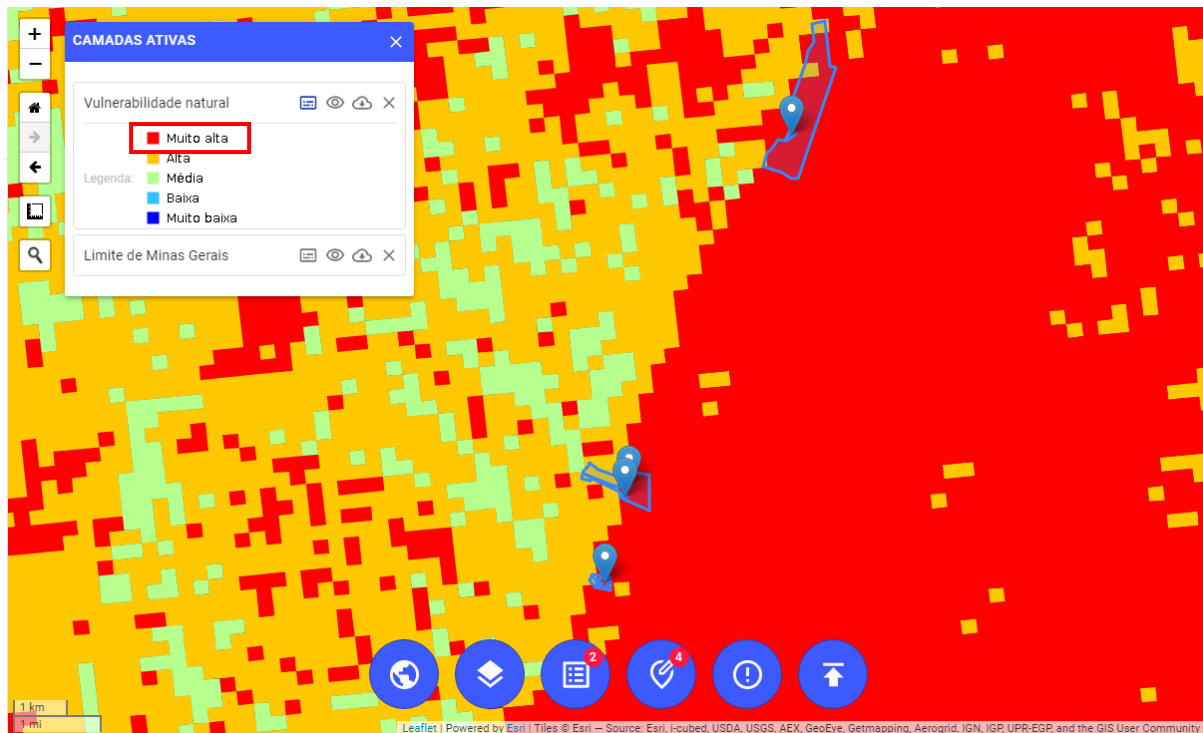 +
CAMADAS ATIVAS ×
−
Vulnerabilidade natural
Muito alta
Alta
Legenda: Média
Baixa
Muito baixa
Limite de Minas Gerais
2
4
1 km
1 mi
Leaflet | Powered by Esri | Tiles © Esri — Source: Esri, i-cubed, USDA, USGS, AEX, GeoEye, Getmapping, Aerogrid, IGN, IGP, UPR-EGP, and the GIS User Community